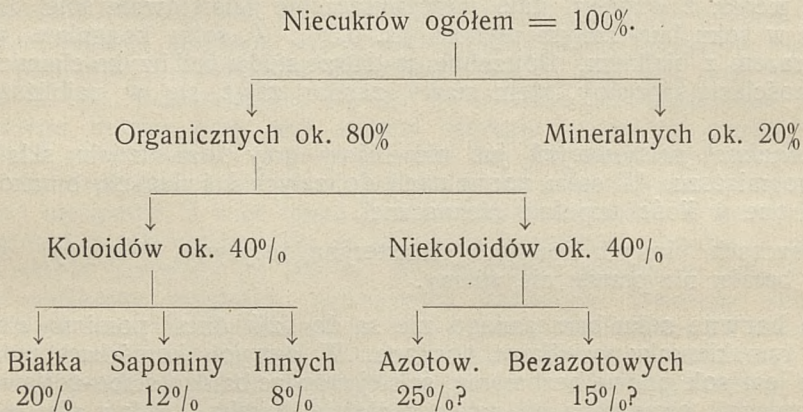 Niecukrów ogółem = 100%.
Organicznych ok. 80% Mineralnych ok. 20%
Koloidów ok. 40% Niekoloidów ok. 40%
Białka Saponiny Innych Azotow. Bezazotowych
20% 12% 8% 25%? 15%?